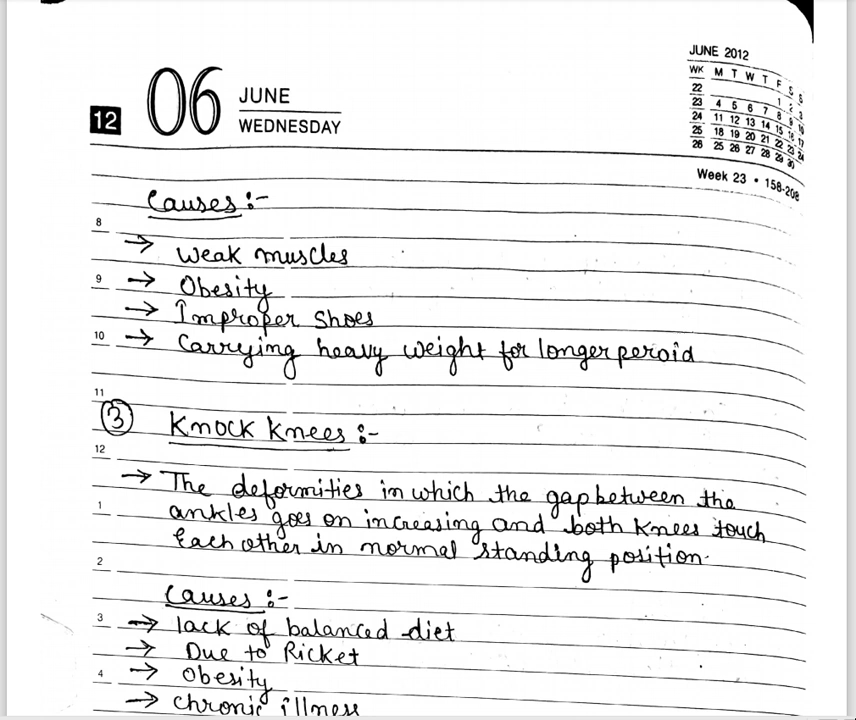 JUNE 2012
WK M T W T F S S
22 1 2 3
23 4 5 6 7 8 9 10
24 11 12 13 14 15 16 17
25 18 19 20 21 22 23 24
26 25 26 27 28 29 30
Week 23 • 158-208
12
06
JUNE
WEDNESDAY
Causes :-
8
→ Weak muscles
9 → Obesity
→ Improper Shoes
10 → Carrying heavy weight for longer peroid
11
③ Knock Knees :-
12
→ The deformities in which the gap between the
1 ankles goes on increasing and both Knees touch
Each other in normal standing position.
2
Causes :-
3 → lack of balanced diet
→ Due to Ricket
4 → Obesity
→ chronic illness